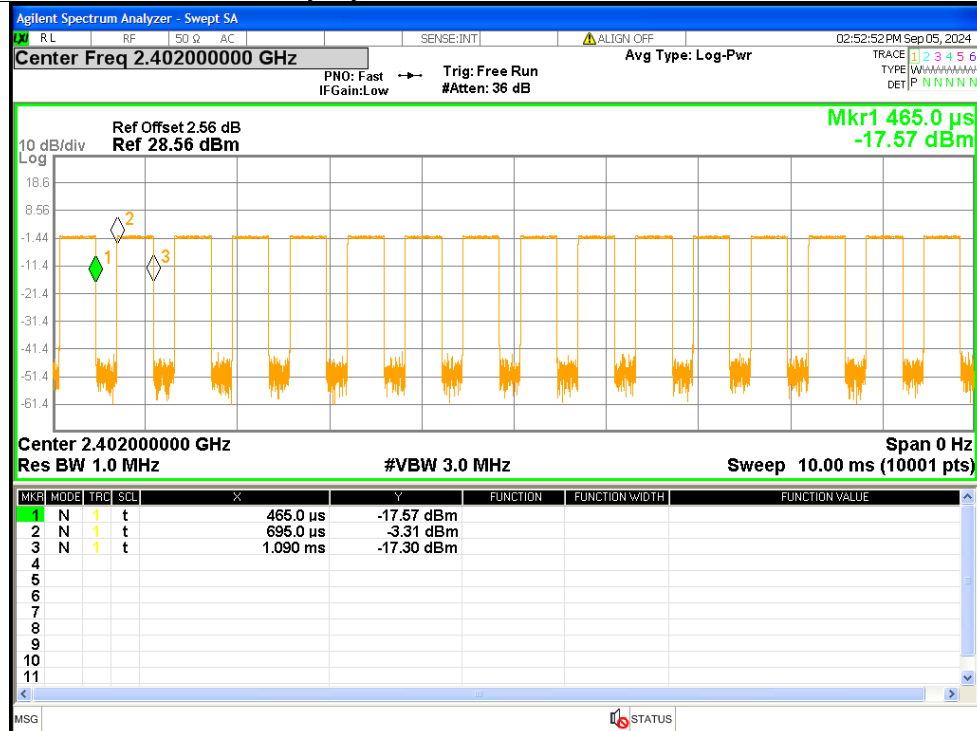 Agilent Spectrum Analyzer - Swept SA
LXI RL RF 50 Ω AC SENSE:INT ALIGN OFF 02:52:52 PM Sep 05, 2024
Center Freq 2.402000000 GHz Avg Type: Log-Pwr TRACE 1 2 3 4 5 6
PNO: Fast Trig: Free Run TYPE W
IFGain:Low #Atten: 36 dB DET P N N N N N
Mkr1 465.0 µs
Ref Offset 2.56 dB
10 dB/div Ref 28.56 dBm -17.57 dBm
Log
18.6
8.56
2
-1.44
1 3
-11.4
-21.4
-31.4
-41.4
-51.4
-61.4
Center 2.402000000 GHz Span 0 Hz
Res BW 1.0 MHz #VBW 3.0 MHz Sweep 10.00 ms (10001 pts)
MKR MODE TRC SCL X Y FUNCTION FUNCTION WIDTH FUNCTION VALUE
1 N 1 t 465.0 µs -17.57 dBm
2 N 1 t 695.0 µs -3.31 dBm
3 N 1 t 1.090 ms -17.30 dBm
4
5
6
7
8
9
10
11
MSG STATUS